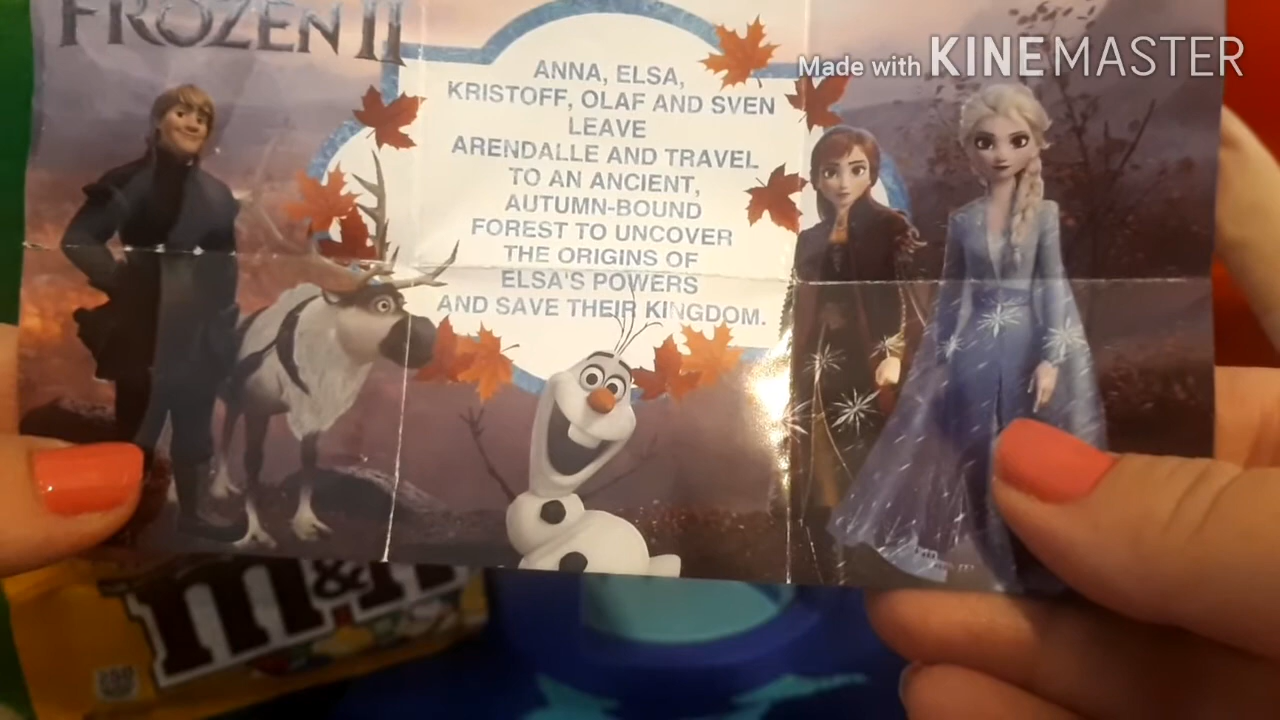 FROZEN II
Made with KINEMASTER
ANNA, ELSA,
KRISTOFF, OLAF AND SVEN
LEAVE
ARENDALLE AND TRAVEL
TO AN ANCIENT,
AUTUMN-BOUND
FOREST TO UNCOVER
THE ORIGINS OF
ELSA'S POWERS
AND SAVE THEIR KINGDOM.
m&m